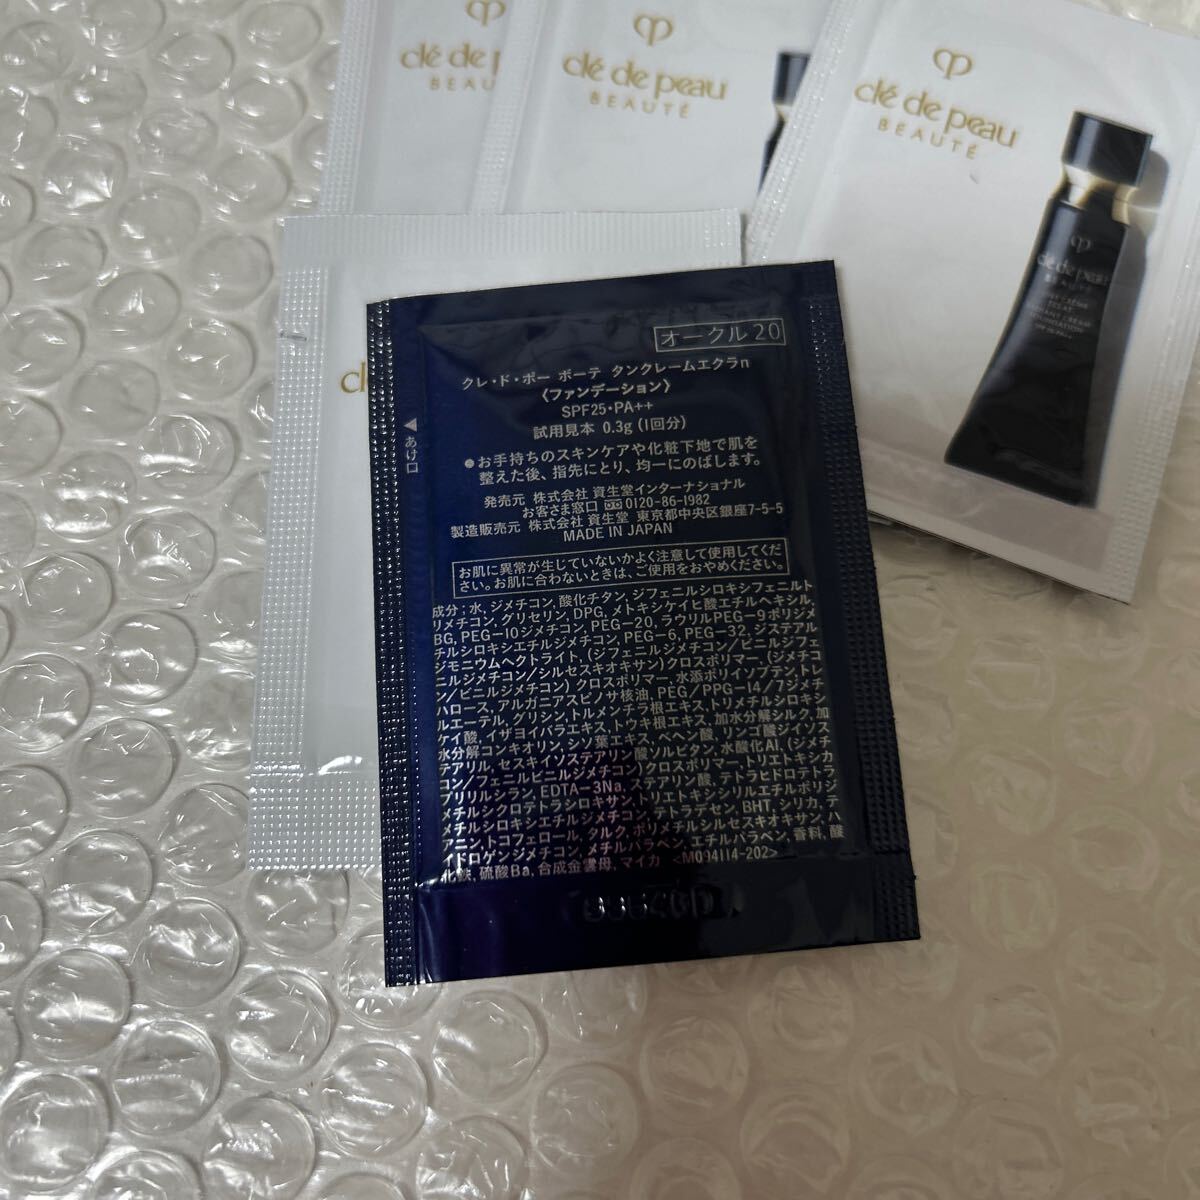 clé de peau
BEAUTÉ
clé de peau
BEAUTÉ
clé de peau
BEAUTÉ
clé de peau
BEAUTÉ
オークル20
クレ・ド・ポー ボーテ タンクレームエクラn
〈ファンデーション〉
SPF25・PA++
試用見本 0.3g (1回分)
◀あけ口
●お手持ちのスキンケアや化粧下地で肌を
整えた後、指先にとり、均一にのばします。
発売元 株式会社 資生堂インターナショナル
お客さま窓口 0120-86-1982
製造販売元 株式会社 資生堂 東京都中央区銀座7-5-5
MADE IN JAPAN
お肌に異常が生じていないかよく注意して使用してくだ
さい。お肌に合わないときは、ご使用をおやめください。
成分；水, ジメチコン, 酸化チタン, ジフェニルシロキシフェニルト
リメチコン, グリセリン, DPG, メトキシケイヒ酸エチルヘキシル,
BG, PEG-10ジメチコン, PEG-20, ラウリルPEG-9ポリジメ
チルシロキシエチルジメチコン, PEG-6, PEG-32, ジステアル
ジモニウムヘクトライト, (ジフェニルジメチコン/ビニルジフェ
ニルジメチコン/シルセスキオキサン)クロスポリマー, (ジメチコ
ン/ビニルジメチコン)クロスポリマー, 水添ポリイソブテン, トレ
ハロース, アルガニアスピノサ核油, PEG/PPG-14/7ジメチ
ルエーテル, グリシン, トルメンチラ根エキス, トリメチルシロキシ
ケイ酸, イザヨイバラエキス, トウキ根エキス, 加水分解シルク, 加
水分解コンキオリン, シソ葉エキス, ベヘン酸, リンゴ酸ジイソス
テアリル, セスキイソステアリン酸ソルビタン, 水酸化Al, (ジメチ
コン/フェニルビニルジメチコン)クロスポリマー, トリエトキシカ
プリリルシラン, EDTA-3Na, ステアリン酸, テトラヒドロテトラ
メチルシクロテトラシロキサン, トリエトキシシリルエチルポリジ
メチルシロキシエチルジメチコン, テトラデセン, BHT, シリカ, テ
アニン, トコフェロール, タルク, ポリメチルシルセスキオキサン, ハ
イドロゲンジメチコン, メチルパラベン, エチルパラベン, 香料, 酸
化鉄, 硫酸Ba, 合成金雲母, マイカ <M094114-202>